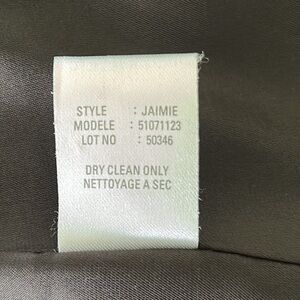 STYLE : JAIMIE
MODELE : 51071123
LOT NO : 50346
DRY CLEAN ONLY
NETTOYAGE A SEC